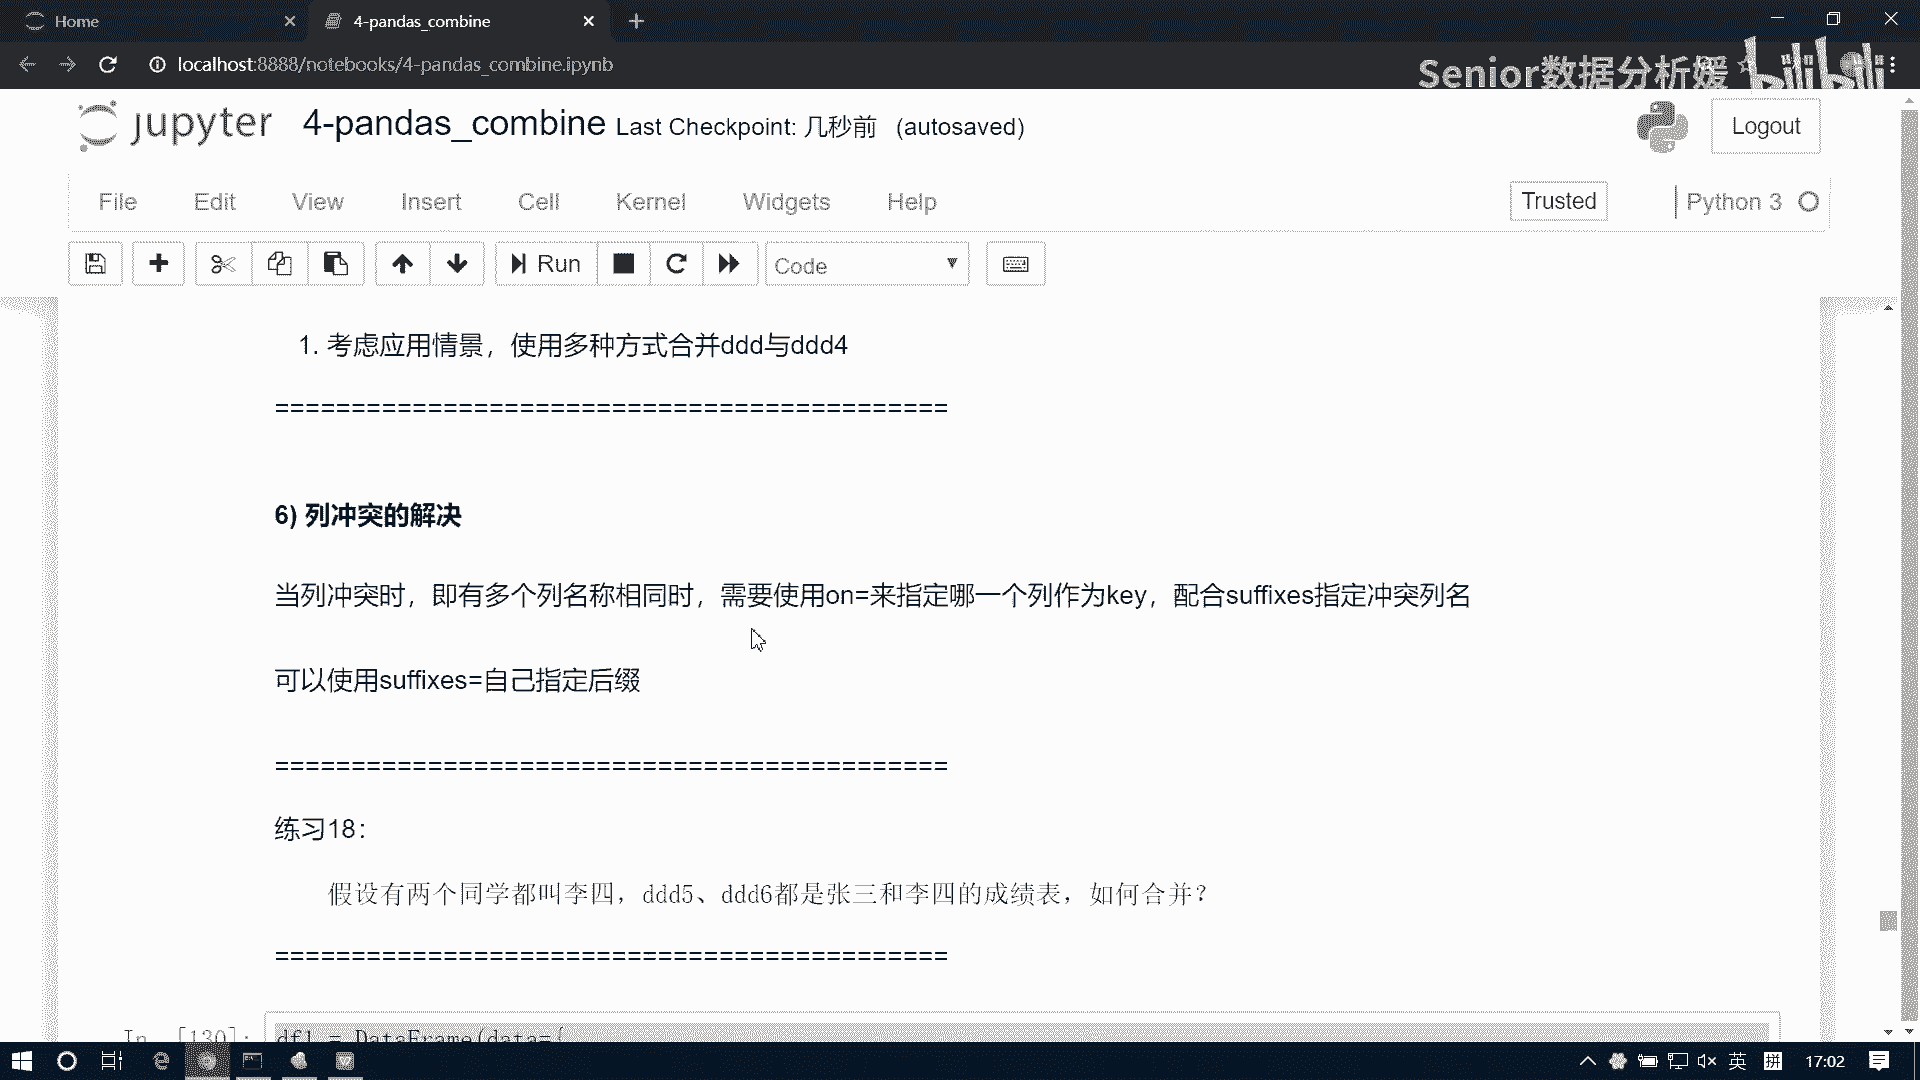 Home
4-pandas_combine
localhost:8888/notebooks/4-pandas_combine.ipynb
Senior数据分析媛
bilibili
jupyter
4-pandas_combine Last Checkpoint: 几秒前 (autosaved)
Logout
File Edit View Insert Cell Kernel Widgets Help
Trusted
Python 3
Run
Code
1. 考虑应用情景，使用多种方式合并ddd与ddd4
============================================
6) 列冲突的解决
当列冲突时，即有多个列名称相同时，需要使用on=来指定哪一个列作为key，配合suffixes指定冲突列名
可以使用suffixes=自己指定后缀
============================================
练习18：
假设有两个同学都叫李四，ddd5、ddd6都是张三和李四的成绩表，如何合并？
============================================
In [130]: df1 = DataFrame(data={
英
拼
17:02